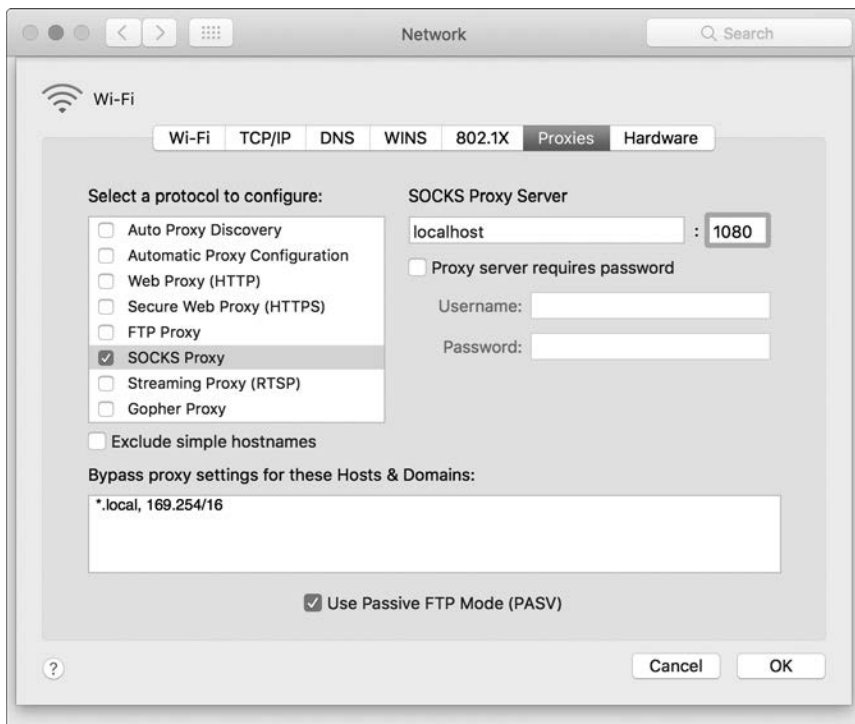 Network
Search
Wi-Fi
Wi-Fi TCP/IP DNS WINS 802.1X Proxies Hardware
Select a protocol to configure:
Auto Proxy Discovery
Automatic Proxy Configuration
Web Proxy (HTTP)
Secure Web Proxy (HTTPS)
FTP Proxy
SOCKS Proxy
Streaming Proxy (RTSP)
Gopher Proxy
Exclude simple hostnames
SOCKS Proxy Server
localhost : 1080
Proxy server requires password
Username:
Password:
Bypass proxy settings for these Hosts & Domains:
*.local, 169.254/16
Use Passive FTP Mode (PASV)
?
Cancel OK